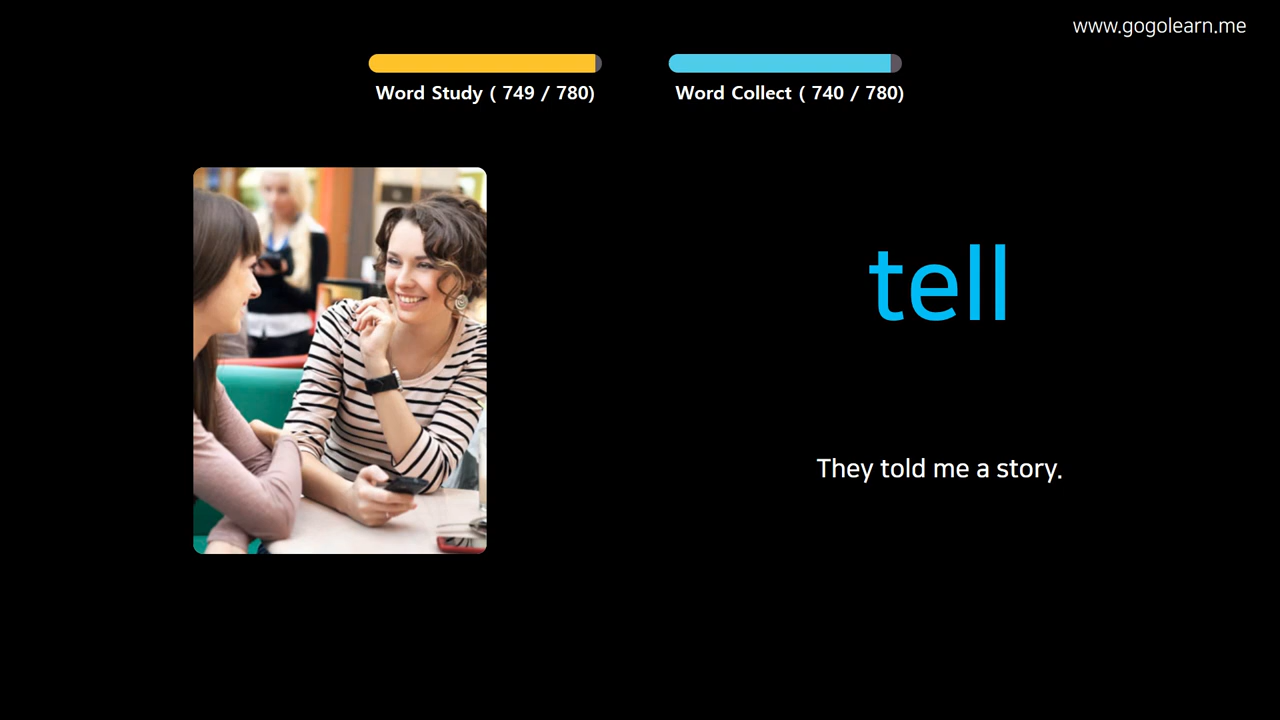 www.gogolearn.me
Word Study ( 749 / 780)
Word Collect ( 740 / 780)
tell
They told me a story.